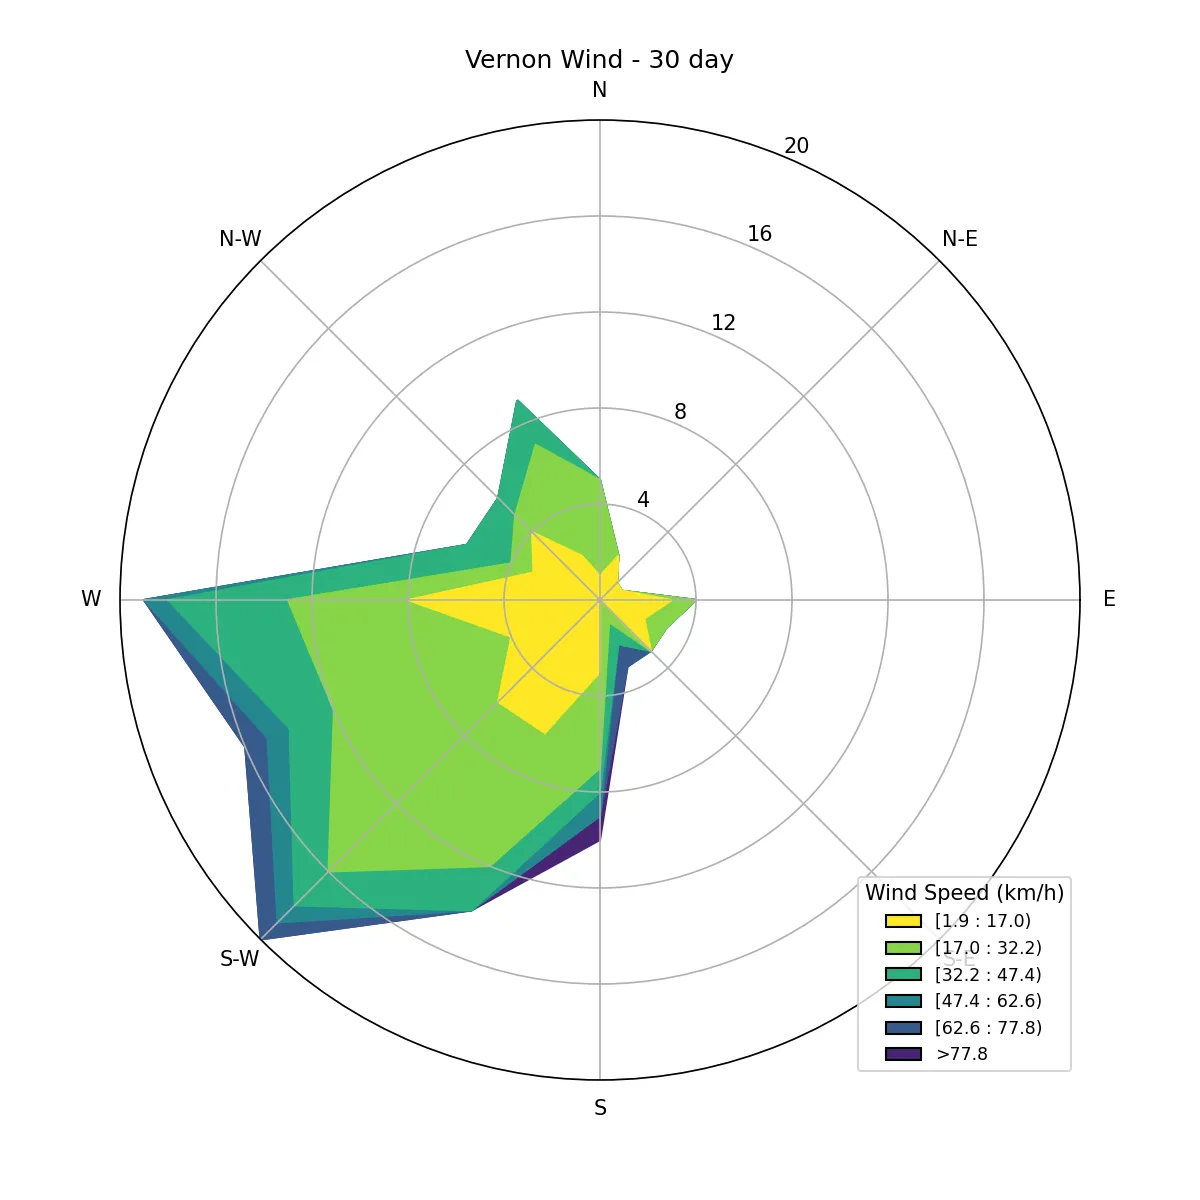 Vernon Wind - 30 day
N
20
N-W
N-E
16
12
8
4
W
E
S-W
S-E
S
Wind Speed (km/h)
[1.9 : 17.0)
[17.0 : 32.2)
[32.2 : 47.4)
[47.4 : 62.6)
[62.6 : 77.8)
>77.8